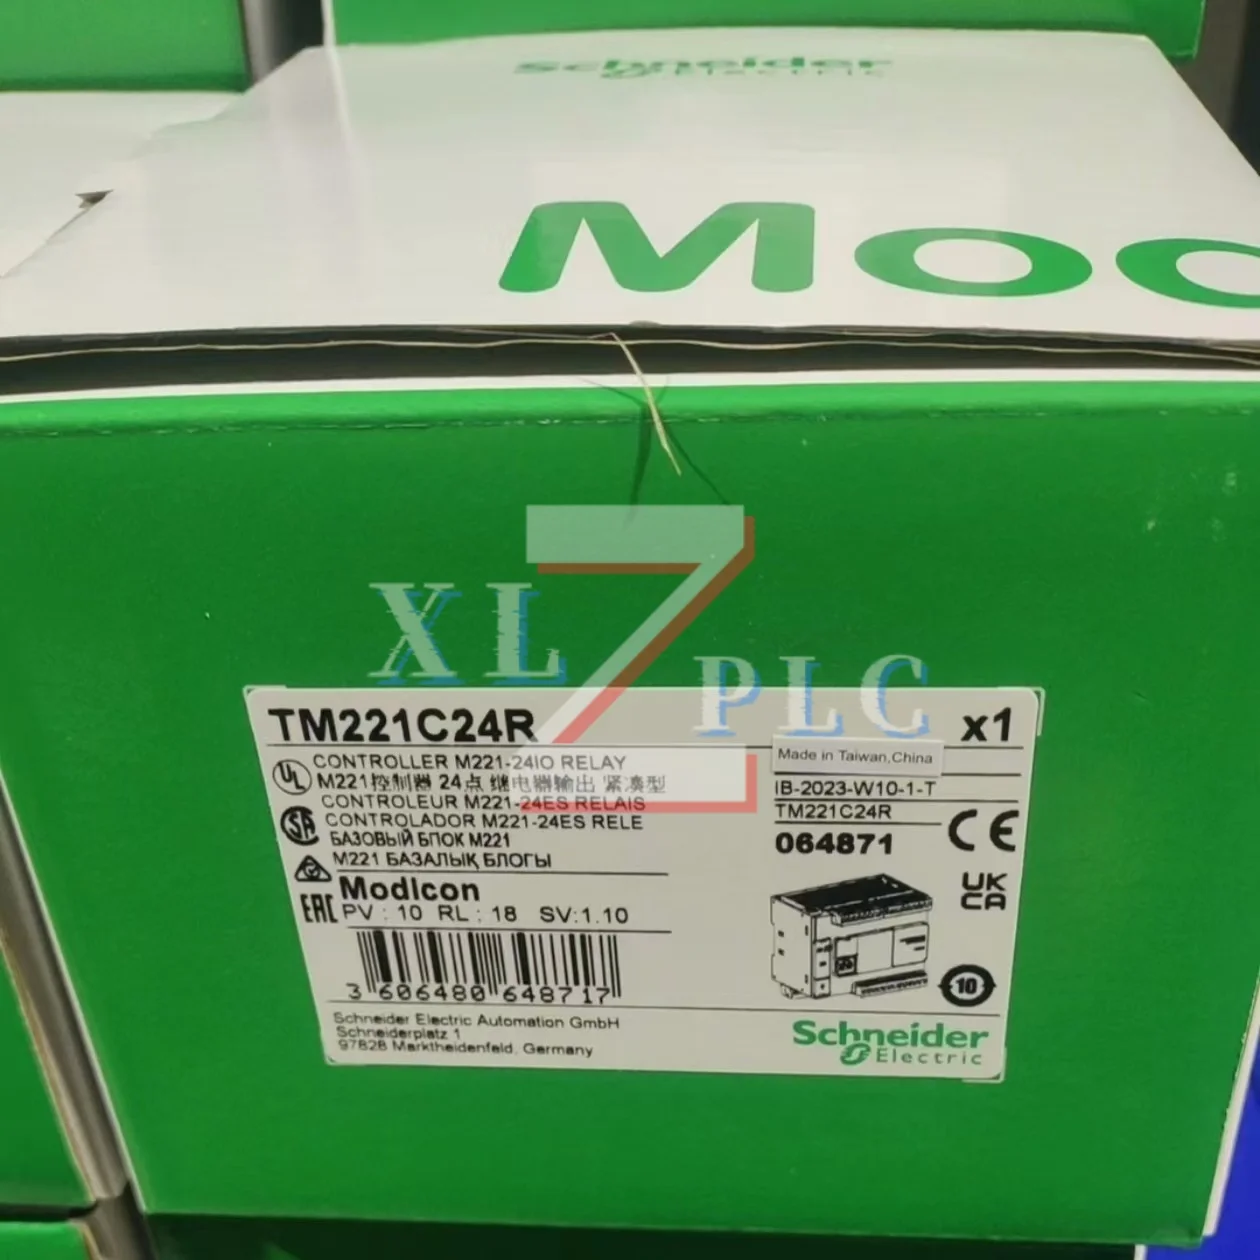 Schneider
Electric
Moo
XLZPLC
TM221C24R
x1
CONTROLLER M221-24IO RELAY
M221控制器 24点 继电器输出 紧凑型
CONTROLEUR M221-24ES RELAIS
CONTROLADOR M221-24ES RELE
БАЗОВЫЙ БЛОК M221
M221 БАЗАЛЫҚ БЛОГЫ
Modicon
PV : 10 RL : 18 SV:1.10
3 606480 648717
Schneider Electric Automation GmbH
Schneiderplatz 1
97828 Marktheidenfeld, Germany
Made in Taiwan,China
IB-2023-W10-1-T
TM221C24R
064871
CE
UK
CA
UL
EAC
10
Schneider
Electric